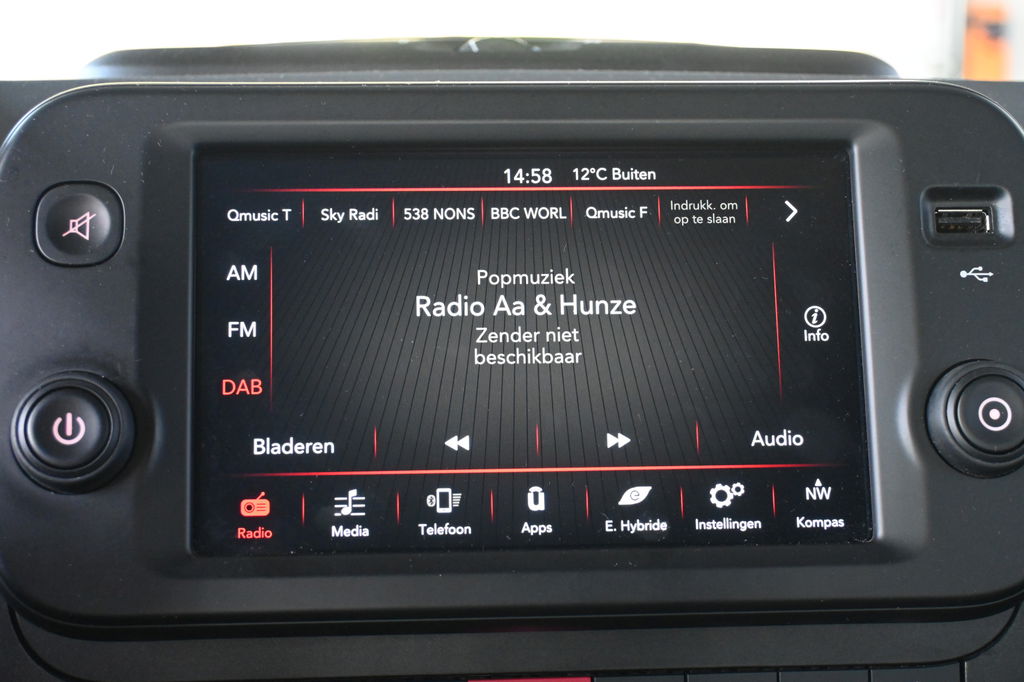 14:58 12°C Buiten
Qmusic T Sky Radi 538 NONS BBC WORL Qmusic F Indrukk. om
op te slaan
AM
FM
DAB
Popmuziek
Radio Aa & Hunze
Zender niet
beschikbaar
i
Info
Bladeren Audio
e
NW
Radio Media Telefoon Apps E. Hybride Instellingen Kompas